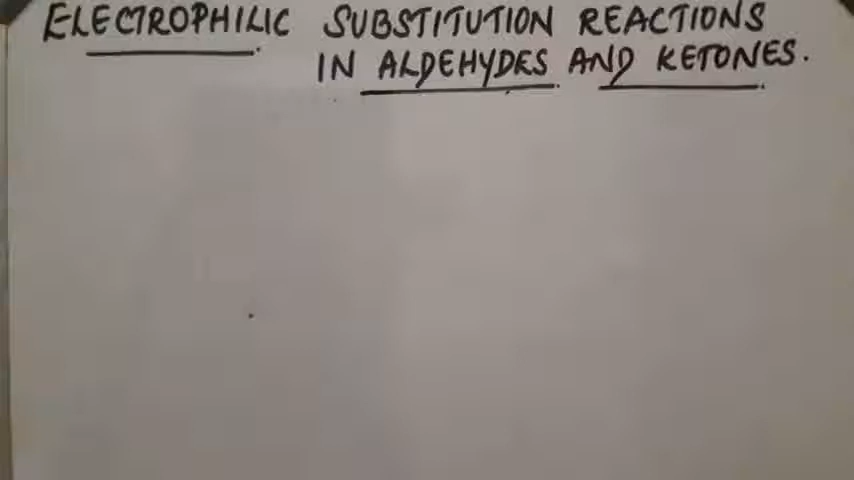 ELECTROPHILIC SUBSTITUTION REACTIONS
IN ALDEHYDES AND KETONES.